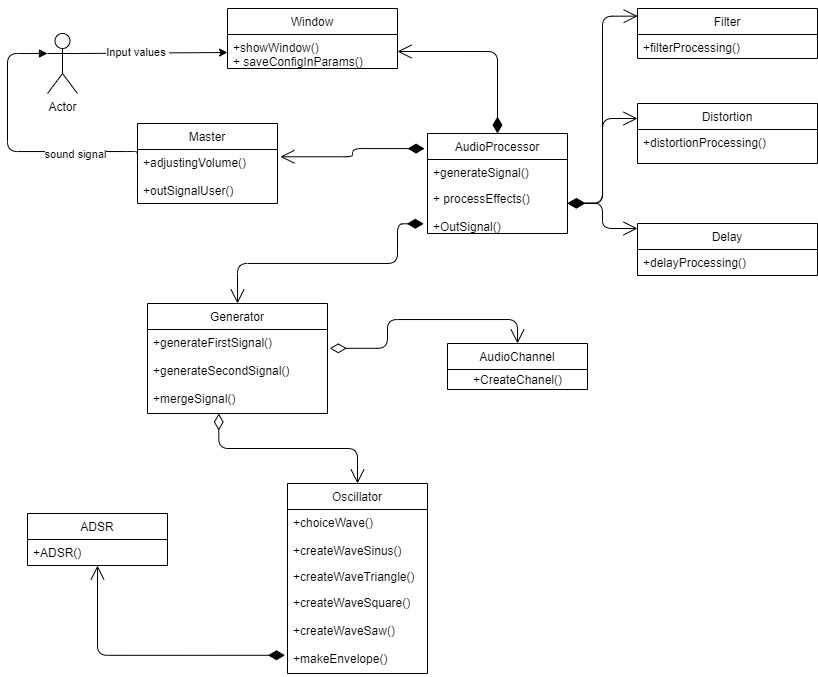 Window
+showWindow()
+ saveConfigInParams()
Filter
+filterProcessing()
Input values
Actor
Distortion
+distortionProcessing()
Master
+adjustingVolume()
+outSignalUser()
sound signal
AudioProcessor
+generateSignal()
+ processEffects()
+OutSignal()
Delay
+delayProcessing()
Generator
+generateFirstSignal()
+generateSecondSignal()
+mergeSignal()
AudioChannel
+CreateChanel()
Oscillator
+choiceWave()
+createWaveSinus()
+createWaveTriangle()
+createWaveSquare()
+createWaveSaw()
+makeEnvelope()
ADSR
+ADSR()